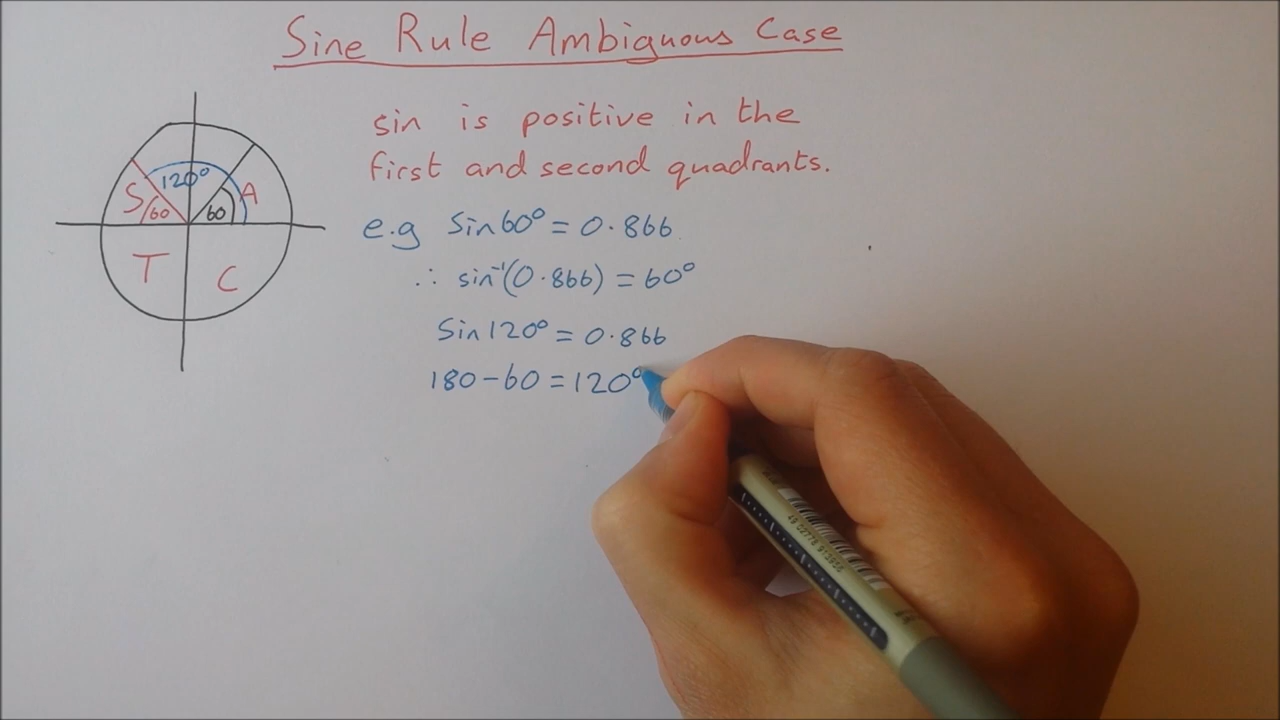 Sine Rule Ambiguous Case
sin is positive in the
first and second quadrants.
120°
S
60
60
A
T
C
e.g Sin60° = 0.866
∴ sin⁻¹(0.866) = 60°
Sin120° = 0.866
180-60=120°